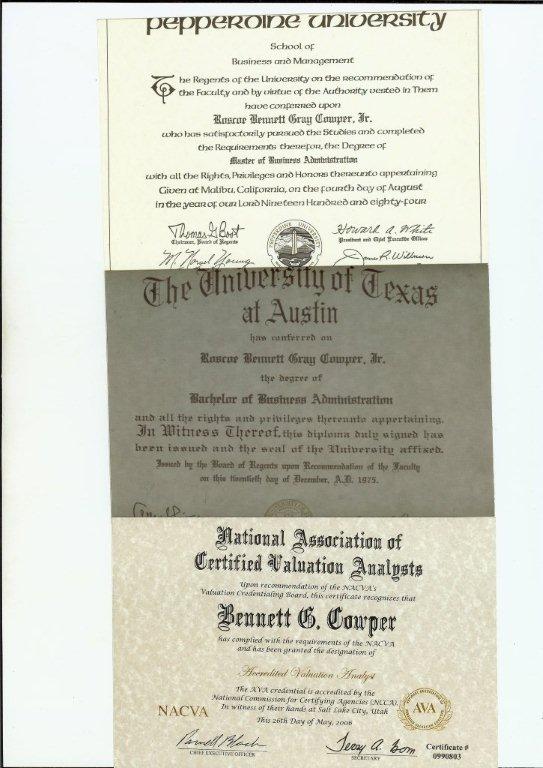 Pepperdine University
School of
Business and Management
The Regents of the University on the recommendation of
the Faculty and by virtue of the Authority vested in Them
have conferred upon
Roscoe Bennett Gray Cowper, Jr.
who has satisfactorily pursued the Studies and completed
the Requirements therefor, the Degree of
Master of Business Administration
with all the Rights, Privileges and Honors thereunto appertaining
Given at Malibu, California, on the fourth day of August
in the year of our Lord Nineteen Hundred and eighty-four
Thomas G. Bost
Howard A. White
Chairman, Board of Regents
President and Chief Executive Officer
M. Norvel Young
James R. Wilburn
The University of Texas
at Austin
has conferred on
Roscoe Bennett Gray Cowper, Jr.
the degree of
Bachelor of Business Administration
and all the rights and privileges thereunto appertaining.
In Witness Thereof, this diploma duly signed has
been issued and the seal of the University affixed.
Issued by the Board of Regents upon Recommendation of the Faculty
on this twentieth day of December, A.D. 1975.
National Association of
Certified Valuation Analysts
Upon recommendation of the NACVA's
Valuation Credentialing Board, this certificate recognizes that
Bennett G. Cowper
has complied with the requirements of the NACVA
and has been granted the designation of
Accredited Valuation Analyst
The AVA credential is accredited by the
National Commission for Certifying Agencies (NCCA).
In witness of their hands at Salt Lake City, Utah
This 26th Day of May, 2008
NACVA
AVA
CHIEF EXECUTIVE OFFICER
SECRETARY
Certificate #
0990803